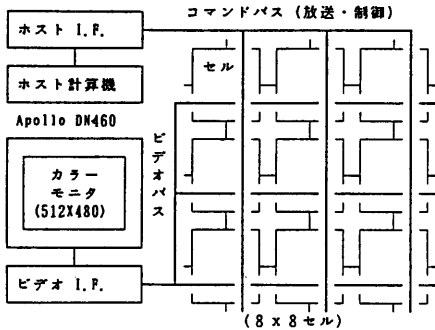 コマンドバス (放送・制御)
ホスト I.F.
セル
ホスト計算機
Apollo DN460
ビデオバス
カラー
モニタ
(512X480)
ビデオ I.F.
(8 x 8セル)